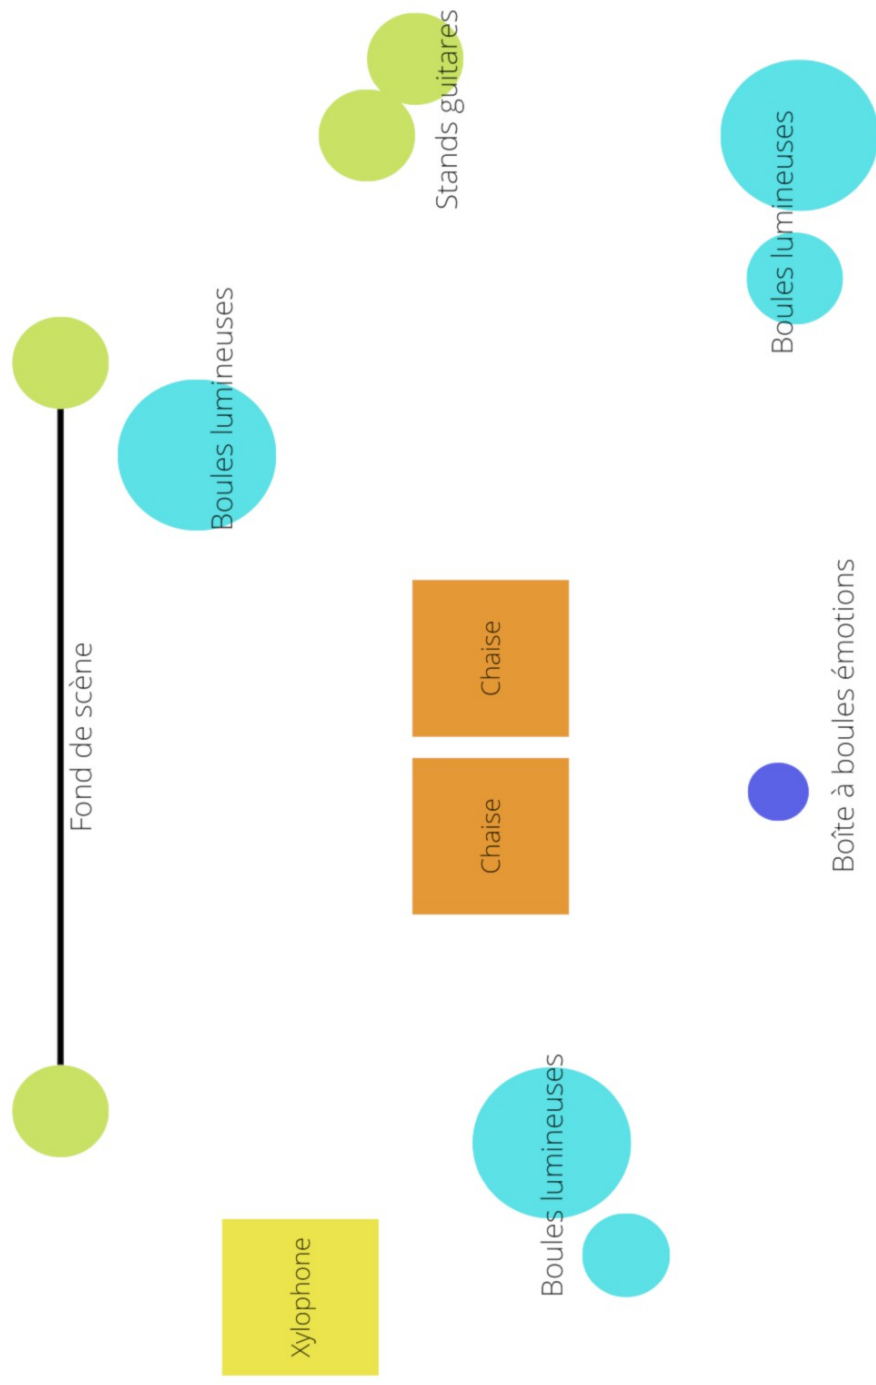 Fond de scène
Boules lumineuses
Xylophone
Stands guitares
Chaise
Chaise
Boules lumineuses
Boules lumineuses
Boîte à boules émotions